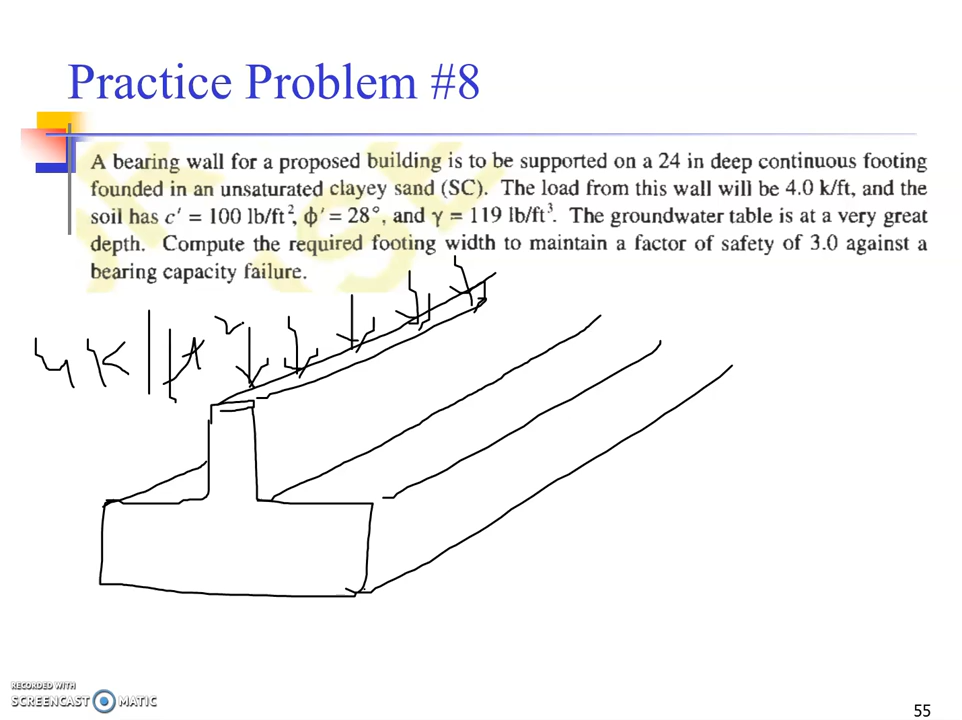 Practice Problem #8
A bearing wall for a proposed building is to be supported on a 24 in deep continuous footing
founded in an unsaturated clayey sand (SC). The load from this wall will be 4.0 k/ft, and the
soil has c′ = 100 lb/ft², ϕ′ = 28°, and γ = 119 lb/ft³. The groundwater table is at a very great
depth. Compute the required footing width to maintain a factor of safety of 3.0 against a
bearing capacity failure.
4K/ft
RECORDED WITH
SCREENCAST MATIC
55